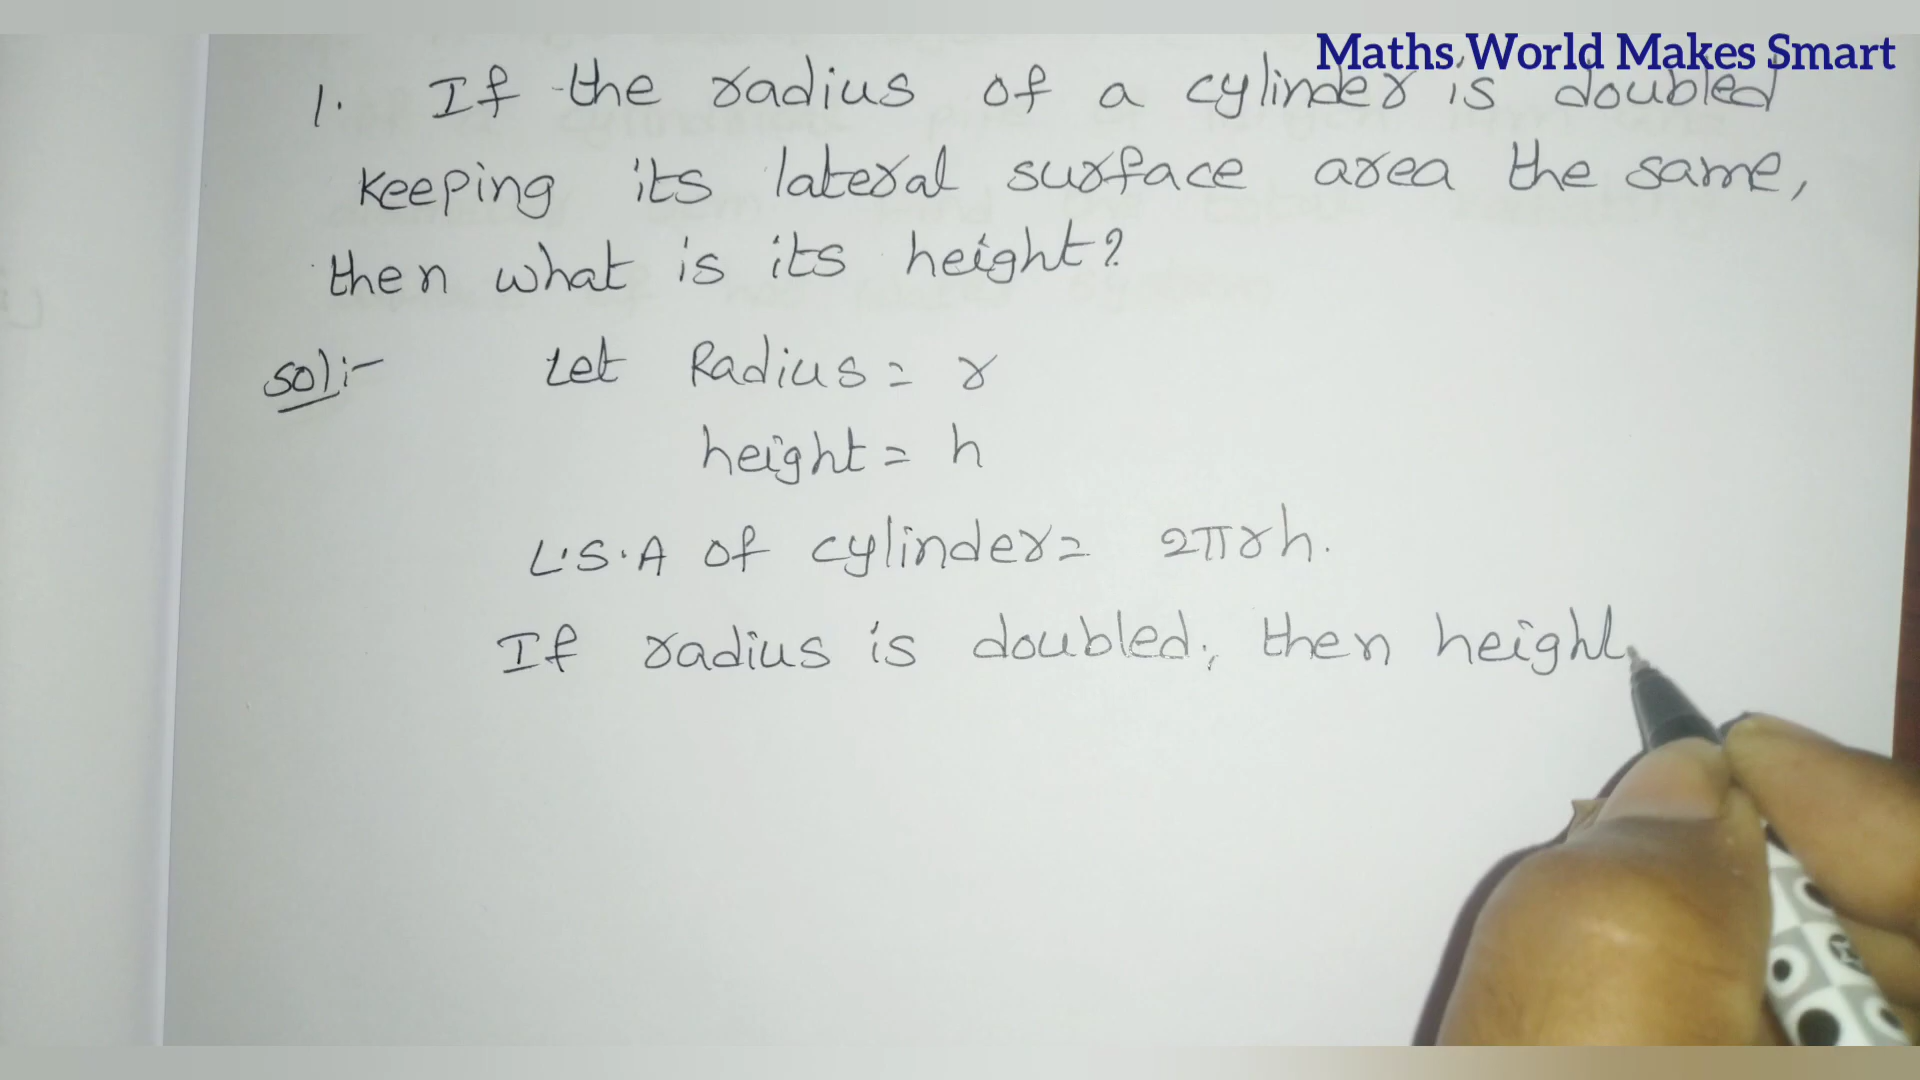 Maths World Makes Smart
1. If the radius of a cylinder is doubled
keeping its lateral surface area the same,
then what is its height?
Sol:- Let Radius = r
height = h
L.S.A of cylinder = 2πrh.
If radius is doubled, then height